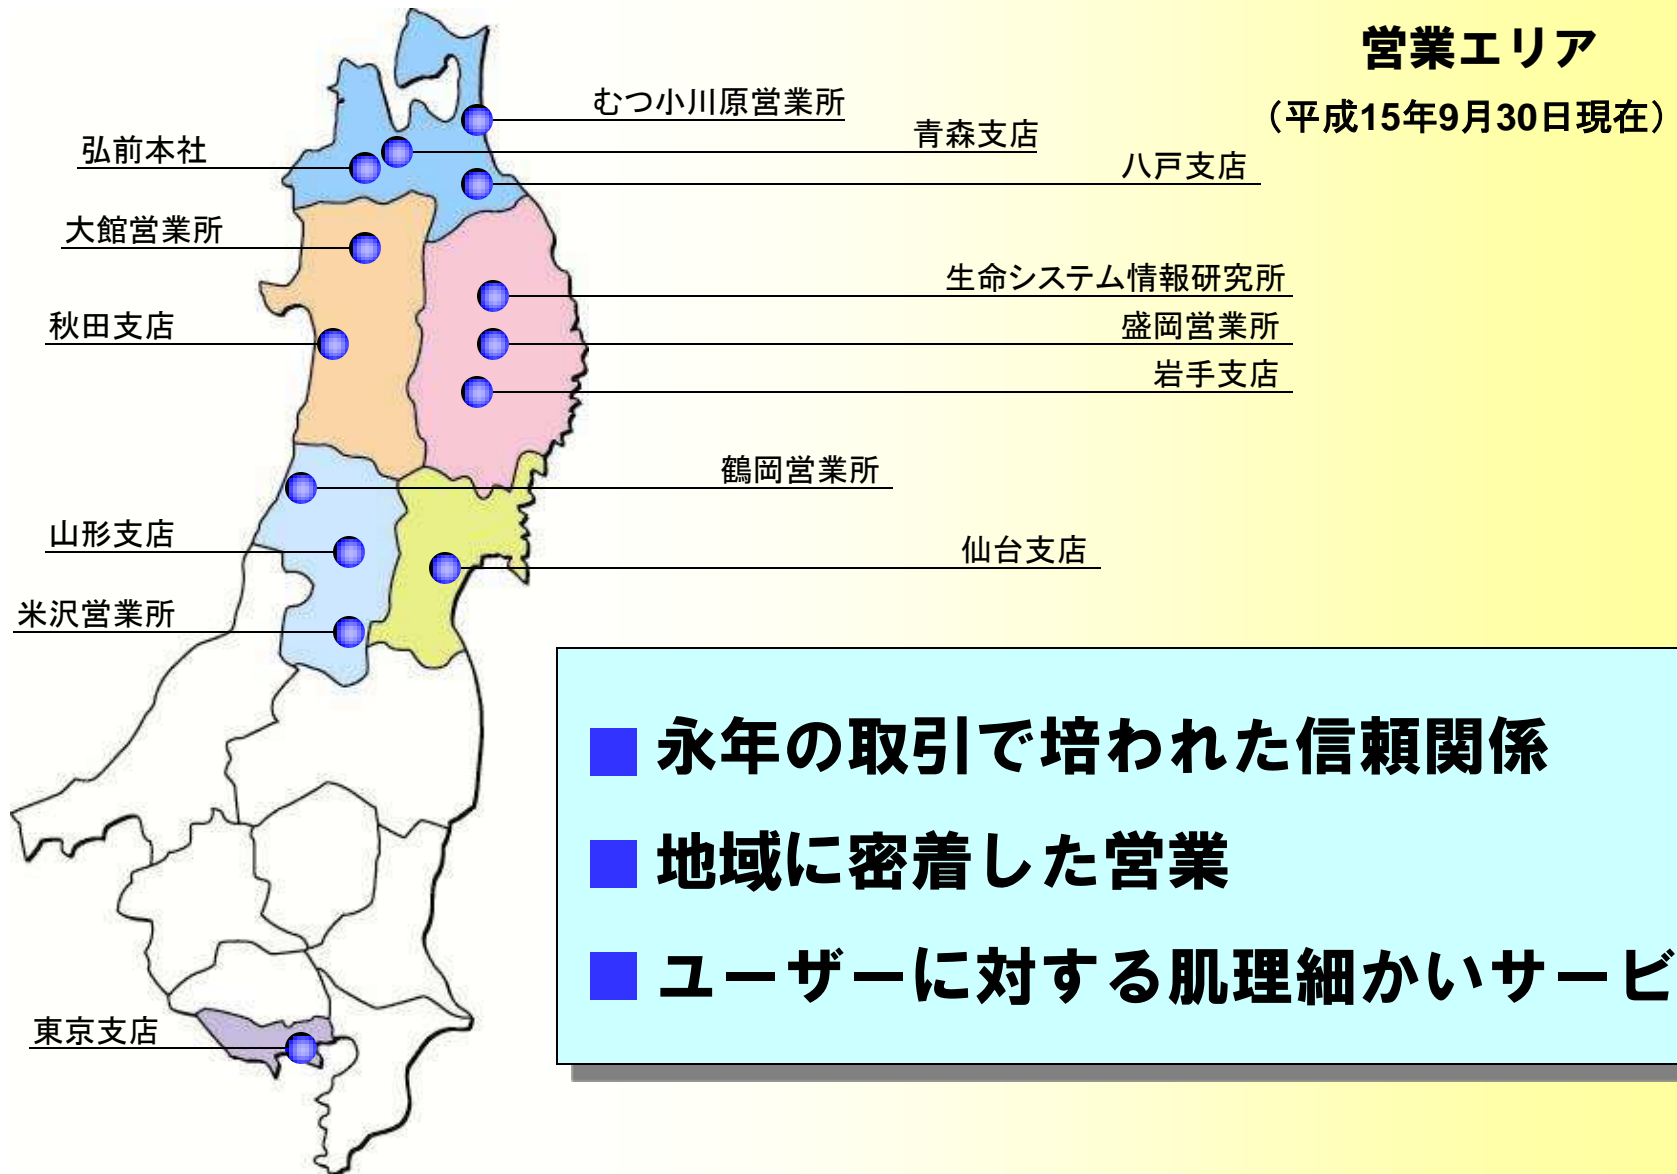 営業エリア
（平成15年9月30日現在）
むつ小川原営業所
青森支店
弘前本社
八戸支店
大館営業所
生命システム情報研究所
秋田支店
盛岡営業所
岩手支店
鶴岡営業所
山形支店
仙台支店
米沢営業所
■ 永年の取引で培われた信頼関係
■ 地域に密着した営業
■ ユーザーに対する肌理細かいサービ
東京支店